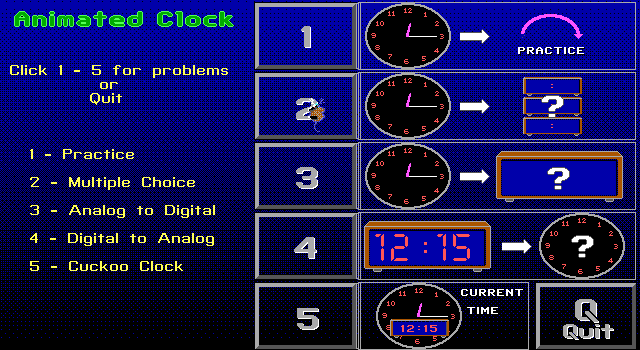 Animated Clock
Click 1 - 5 for problems
or
Quit
1 - Practice
2 - Multiple Choice
3 - Analog to Digital
4 - Digital to Analog
5 - Cuckoo Clock
1
PRACTICE
2
:
?
:
3
?
4
12:15
?
5
12:15
CURRENT
TIME
Q
Quit